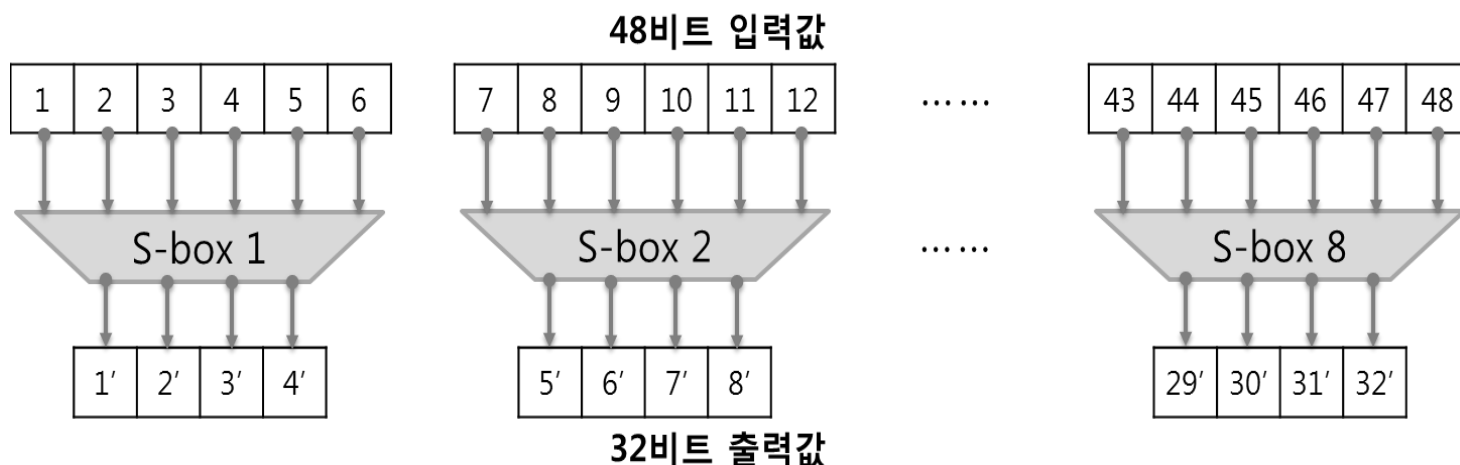 48비트 입력값
1 2 3 4 5 6 7 8 9 10 11 12 …… 43 44 45 46 47 48
S-box 1 S-box 2 …… S-box 8
1′ 2′ 3′ 4′ 5′ 6′ 7′ 8′ 29′ 30′ 31′ 32′
32비트 출력값